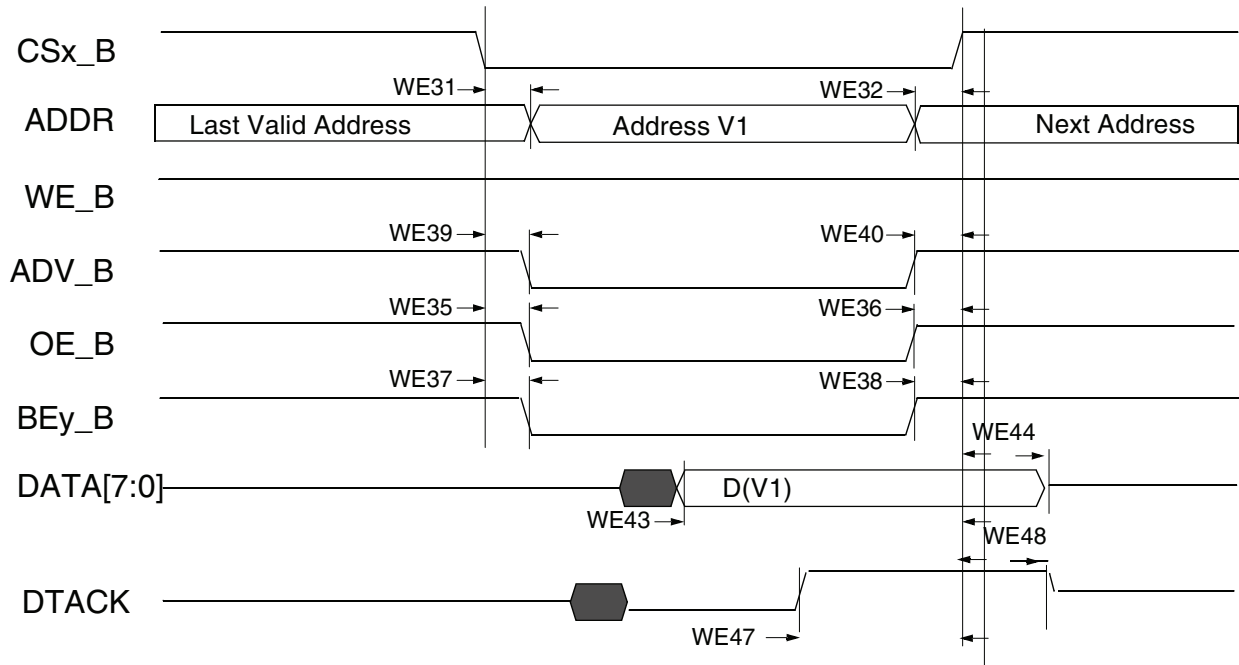 CSx_B
WE31
WE32
ADDR
Last Valid Address
Address V1
Next Address
WE_B
WE39
WE40
ADV_B
WE35
WE36
OE_B
WE37
WE38
BEy_B
WE44
DATA[7:0]
D(V1)
WE43
WE48
DTACK
WE47